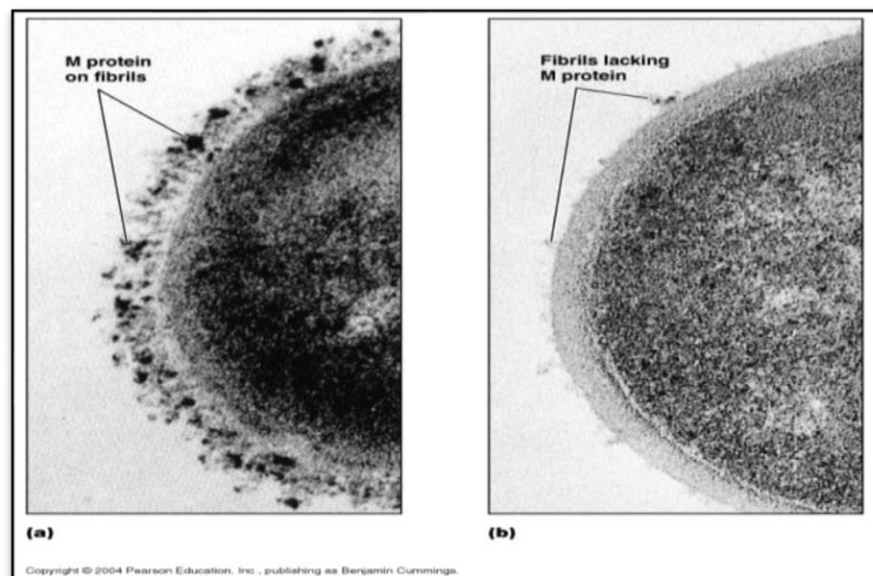 M protein
on fibrils
Fibrils lacking
M protein
(a)
(b)
Copyright © 2004 Pearson Education, Inc., publishing as Benjamin Cummings.